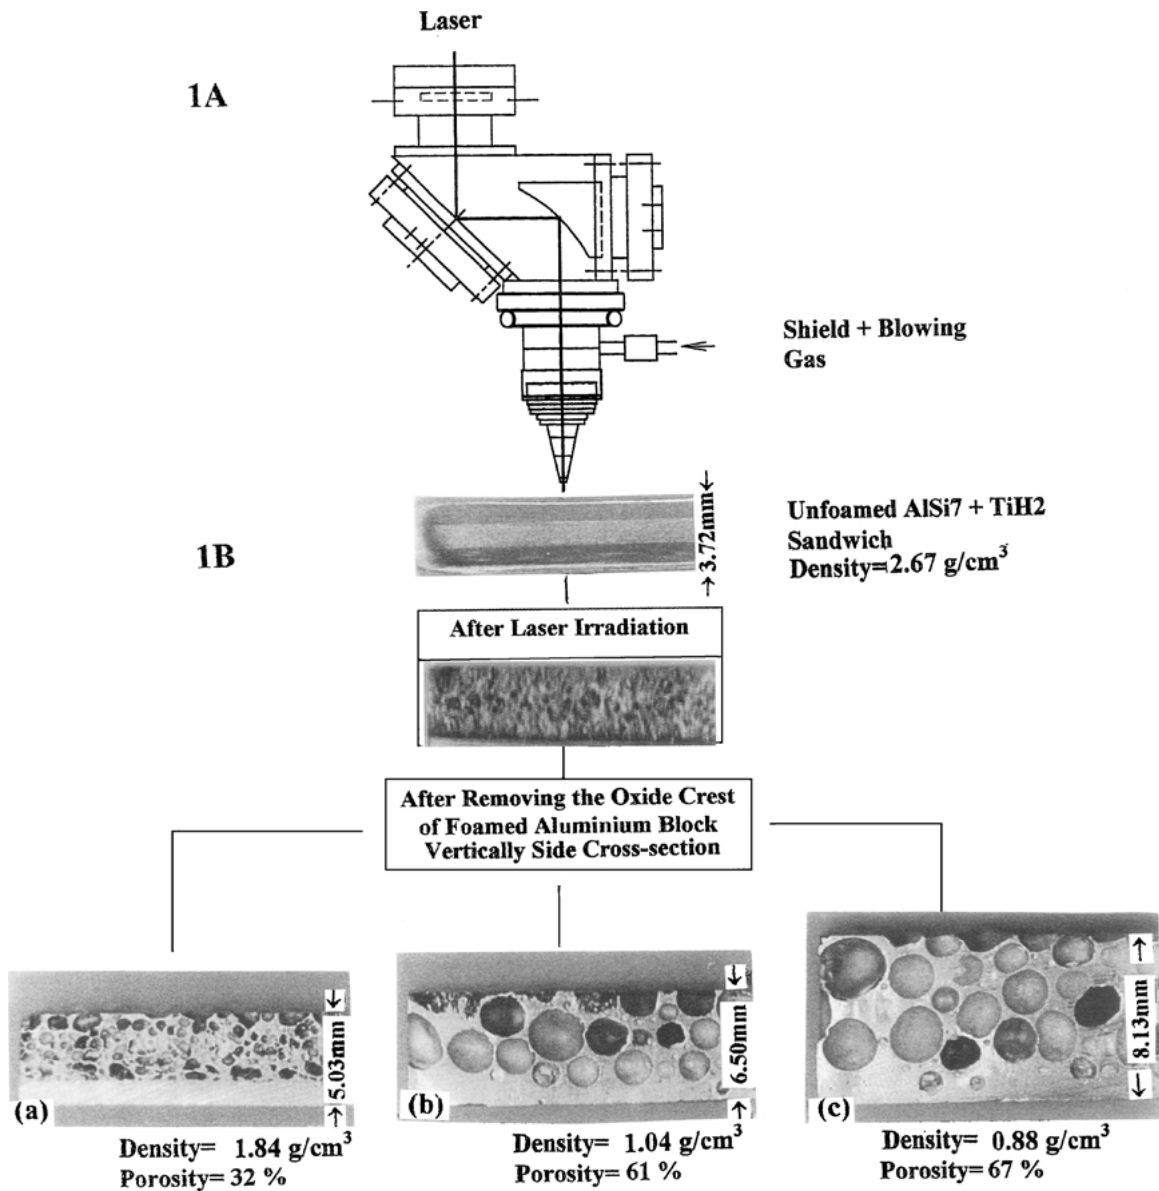 Laser
1A
Shield + Blowing
Gas
3.72mm
Unfoamed AlSi7 + TiH2
Sandwich
Density=2.67 g/cm³
1B
After Laser Irradiation
After Removing the Oxide Crest
of Foamed Aluminium Block
Vertically Side Cross-section
(a)
5.03mm
Density= 1.84 g/cm³
Porosity= 32 %
(b)
6.50mm
Density= 1.04 g/cm³
Porosity= 61 %
(c)
8.13mm
Density= 0.88 g/cm³
Porosity= 67 %